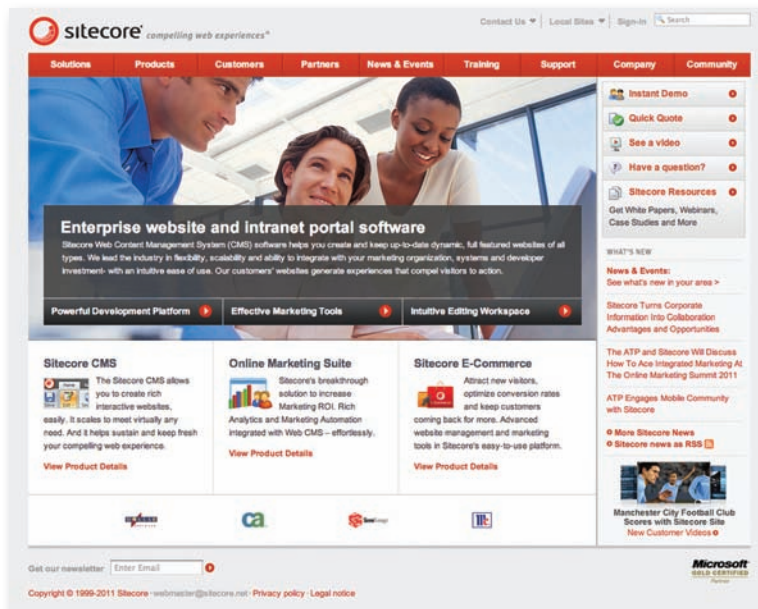 Contact Us
Local Sites
Sign-In
Search
sitecore compelling web experiences
Solutions
Products
Customers
Partners
News & Events
Training
Support
Company
Community
Enterprise website and intranet portal software
Sitecore Web Content Management System (CMS) software helps you create and keep up-to-date dynamic, full featured websites of all
types. We lead the industry in flexibility, scalability and ability to integrate with your marketing organization, systems and developer
investment- with an intuitive ease of use. Our customers' websites generate experiences that compel visitors to action.
Powerful Development Platform
Effective Marketing Tools
Intuitive Editing Workspace
Instant Demo
Quick Quote
See a video
Have a question?
Sitecore Resources
Get White Papers, Webinars,
Case Studies and More
WHAT'S NEW
News & Events:
See what's new in your area >
Sitecore Turns Corporate
Information Into Collaboration
Advantages and Opportunities
The ATP and Sitecore Will Discuss
How To Ace Integrated Marketing At
The Online Marketing Summit 2011
ATP Engages Mobile Community
with Sitecore
More Sitecore News
Sitecore news as RSS
Manchester City Football Club
Scores with Sitecore Site
New Customer Videos
Sitecore CMS
The Sitecore CMS allows
you to create rich
interactive websites,
easily. It scales to meet virtually any
need. And it helps sustain and keep fresh
your compelling web experience.
View Product Details
Online Marketing Suite
Sitecore's breakthrough
solution to increase
Marketing ROI. Rich
Analytics and Marketing Automation
integrated with Web CMS – effortlessly.
View Product Details
Sitecore E-Commerce
Attract new visitors,
optimize conversion rates
and keep customers
coming back for more. Advanced
website management and marketing
tools in Sitecore's easy-to-use platform.
View Product Details
ca
Get our newsletter
Enter Email
Microsoft
GOLD CERTIFIED
Partner
Copyright © 1999-2011 Sitecore · webmaster@sitecore.net · Privacy policy · Legal notice